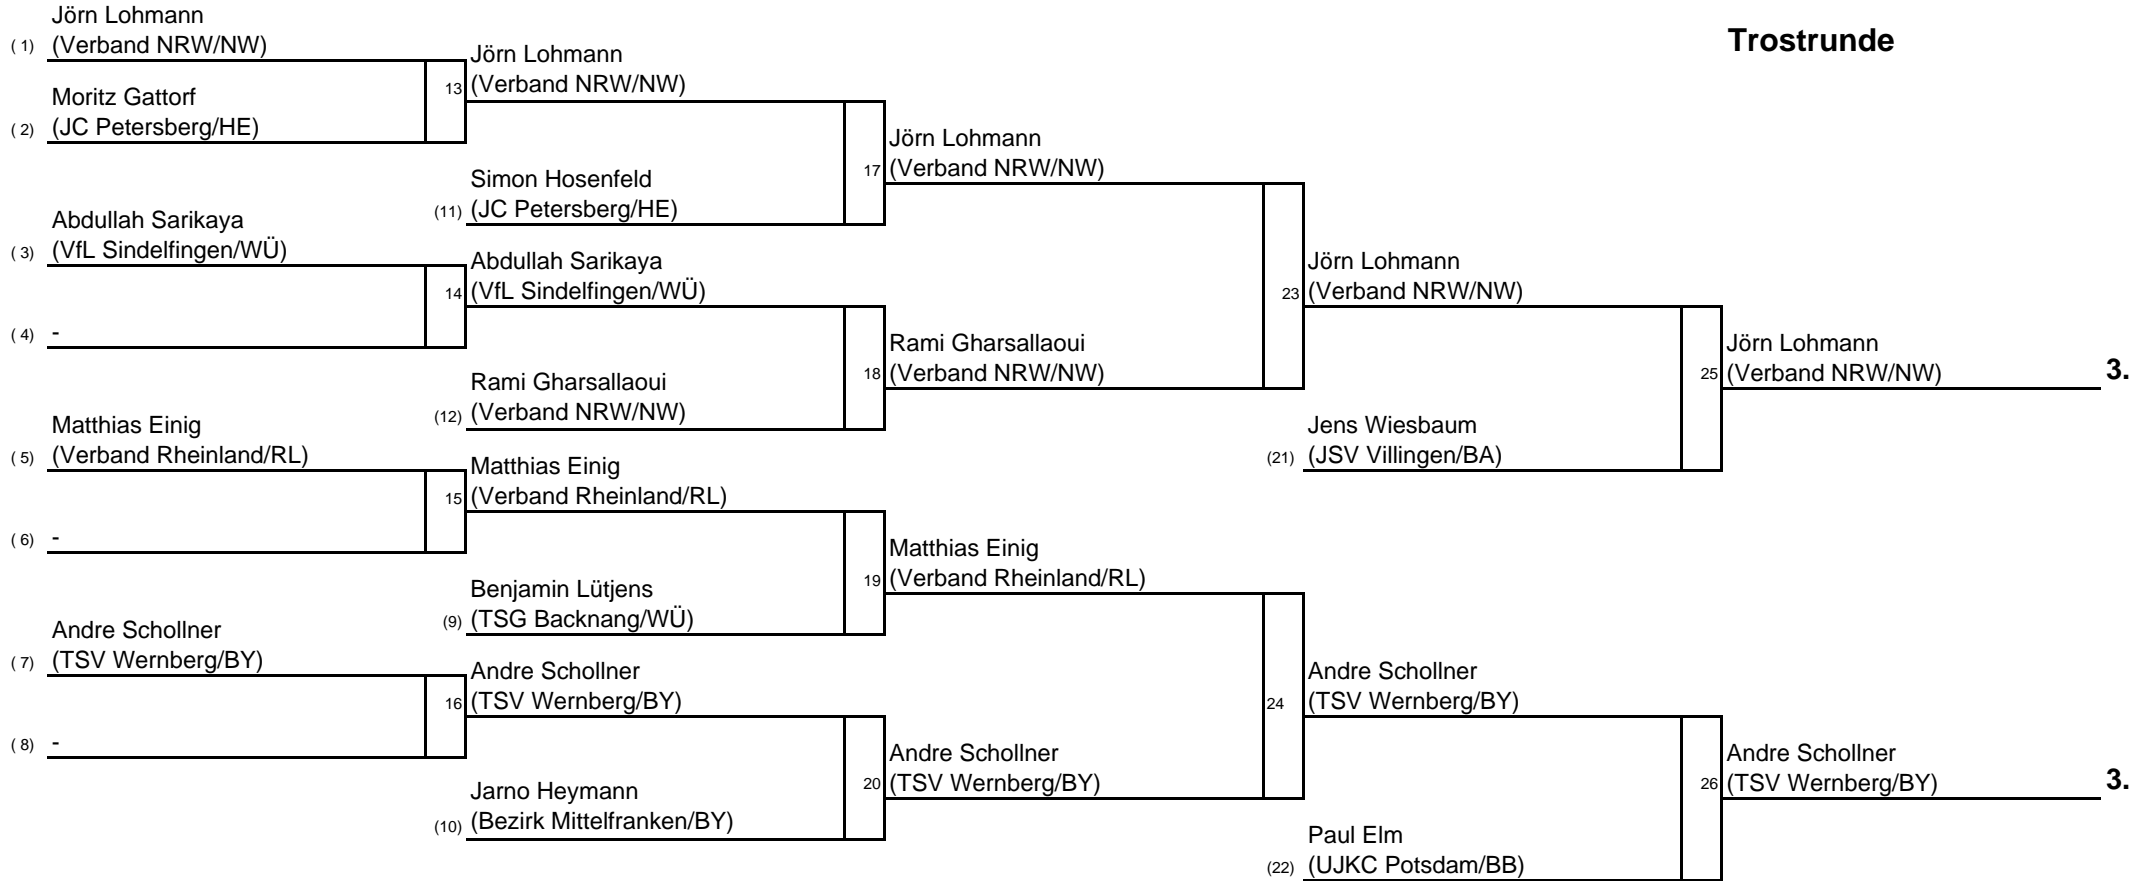 Trostrunde
Jörn Lohmann
( 1) (Verband NRW/NW)
Moritz Gattorf
( 2) (JC Petersberg/HE)
Abdullah Sarikaya
( 3) (VfL Sindelfingen/WÜ)
( 4) -
Matthias Einig
( 5) (Verband Rheinland/RL)
( 6) -
Andre Schollner
( 7) (TSV Wernberg/BY)
( 8) -
Jörn Lohmann
13 (Verband NRW/NW)
Simon Hosenfeld
(11) (JC Petersberg/HE)
Abdullah Sarikaya
14 (VfL Sindelfingen/WÜ)
Rami Gharsallaoui
(12) (Verband NRW/NW)
Matthias Einig
15 (Verband Rheinland/RL)
Benjamin Lütjens
(9) (TSG Backnang/WÜ)
Andre Schollner
16 (TSV Wernberg/BY)
Jarno Heymann
(10) (Bezirk Mittelfranken/BY)
Jörn Lohmann
17 (Verband NRW/NW)
Rami Gharsallaoui
18 (Verband NRW/NW)
Matthias Einig
19 (Verband Rheinland/RL)
Andre Schollner
20 (TSV Wernberg/BY)
Jörn Lohmann
23 (Verband NRW/NW)
Jens Wiesbaum
(21) (JSV Villingen/BA)
Andre Schollner
24 (TSV Wernberg/BY)
Paul Elm
(22) (UJKC Potsdam/BB)
Jörn Lohmann
25 (Verband NRW/NW) 3.
Andre Schollner
26 (TSV Wernberg/BY) 3.